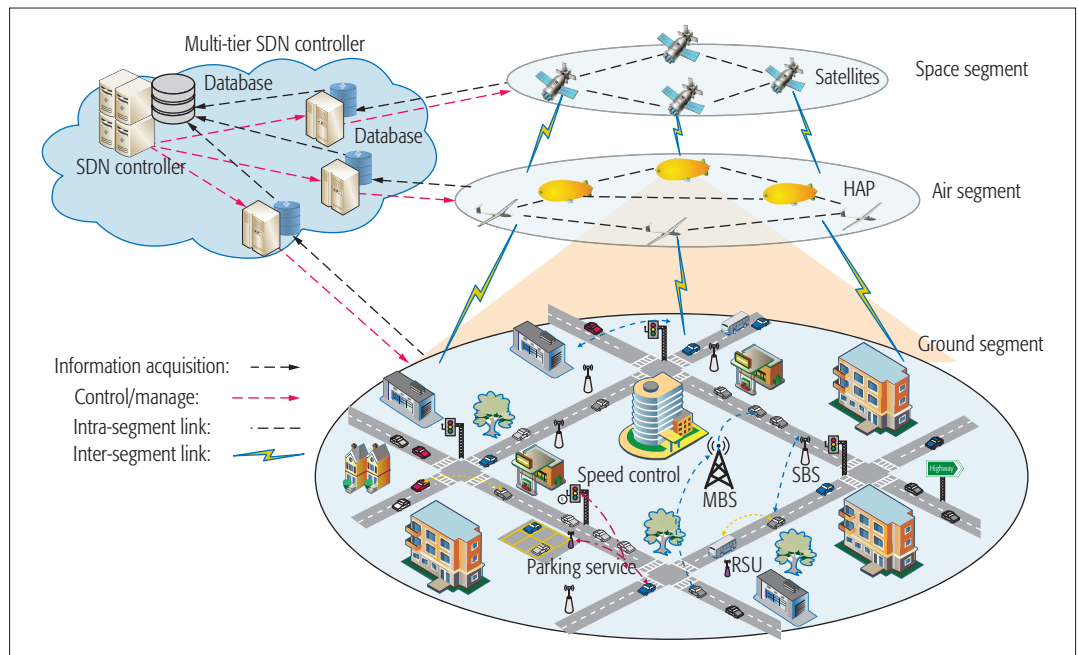 Multi-tier SDN controller
Database
Database
SDN controller
Satellites
Space segment
HAP
Air segment
Ground segment
Information acquisition:
Control/manage:
Intra-segment link:
Inter-segment link:
Speed control
MBS
SBS
Highway
Parking service
RSU